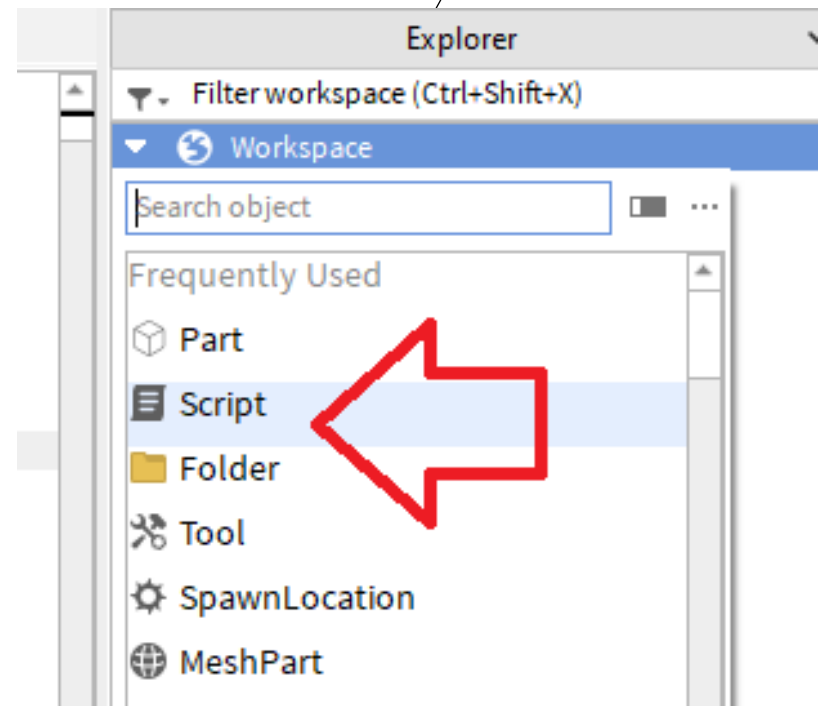 Explorer
Filter workspace (Ctrl+Shift+X)
Workspace
Search object
Frequently Used
Part
Script
Folder
Tool
SpawnLocation
MeshPart